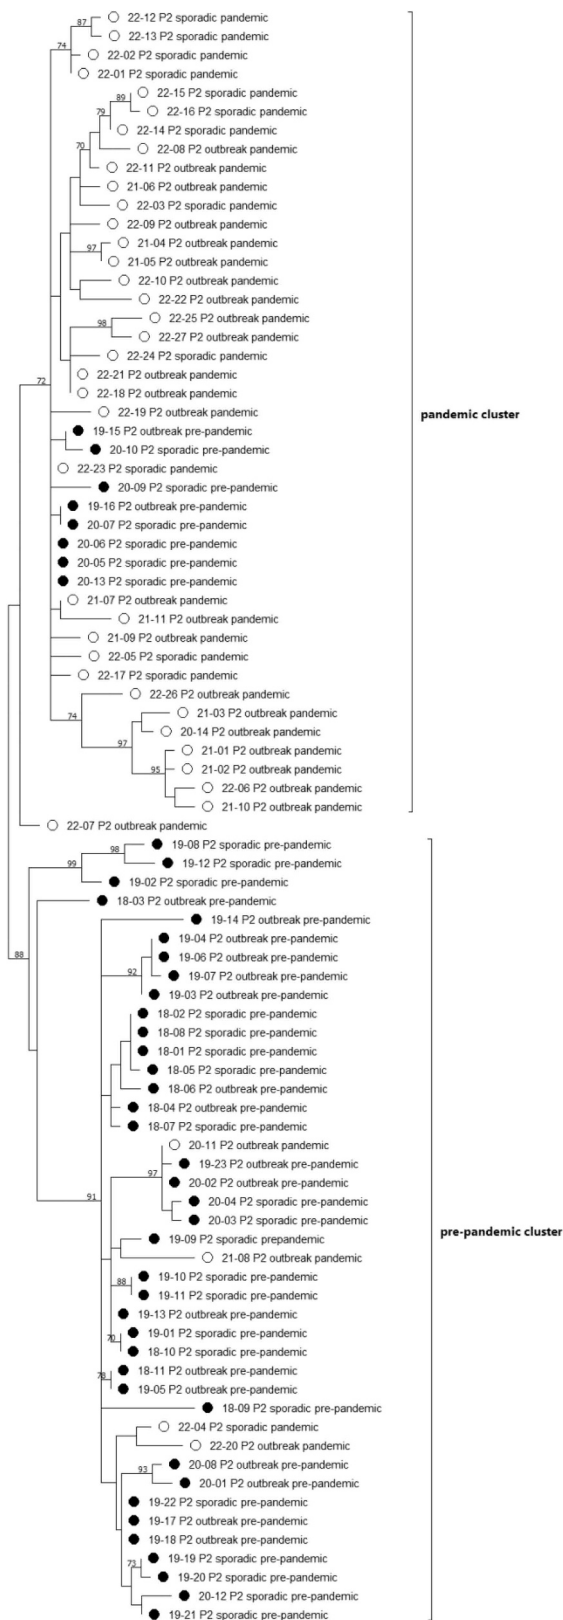 22-12 P2 sporadic pandemic
87
22-13 P2 sporadic pandemic
74
22-02 P2 sporadic pandemic
22-01 P2 sporadic pandemic
22-15 P2 sporadic pandemic
89
22-16 P2 sporadic pandemic
79
22-14 P2 sporadic pandemic
70
22-08 P2 outbreak pandemic
22-11 P2 outbreak pandemic
21-06 P2 outbreak pandemic
22-03 P2 sporadic pandemic
22-09 P2 outbreak pandemic
21-04 P2 outbreak pandemic
97
21-05 P2 outbreak pandemic
22-10 P2 outbreak pandemic
22-22 P2 outbreak pandemic
22-25 P2 outbreak pandemic
98
22-27 P2 outbreak pandemic
22-24 P2 sporadic pandemic
22-21 P2 outbreak pandemic
72
22-18 P2 outbreak pandemic
22-19 P2 outbreak pandemic
pandemic cluster
19-15 P2 outbreak pre-pandemic
20-10 P2 sporadic pre-pandemic
22-23 P2 sporadic pandemic
20-09 P2 sporadic pre-pandemic
19-16 P2 outbreak pre-pandemic
20-07 P2 sporadic pre-pandemic
20-06 P2 sporadic pre-pandemic
20-05 P2 sporadic pre-pandemic
20-13 P2 sporadic pre-pandemic
21-07 P2 outbreak pandemic
21-11 P2 outbreak pandemic
21-09 P2 outbreak pandemic
22-05 P2 sporadic pandemic
22-17 P2 sporadic pandemic
22-26 P2 outbreak pandemic
74
21-03 P2 outbreak pandemic
20-14 P2 outbreak pandemic
97
21-01 P2 outbreak pandemic
95
21-02 P2 outbreak pandemic
22-06 P2 outbreak pandemic
21-10 P2 outbreak pandemic
22-07 P2 outbreak pandemic
19-08 P2 sporadic pre-pandemic
98
19-12 P2 sporadic pre-pandemic
99
19-02 P2 sporadic pre-pandemic
18-03 P2 outbreak pre-pandemic
19-14 P2 outbreak pre-pandemic
19-04 P2 outbreak pre-pandemic
88
19-06 P2 outbreak pre-pandemic
92
19-07 P2 outbreak pre-pandemic
19-03 P2 outbreak pre-pandemic
18-02 P2 sporadic pre-pandemic
18-08 P2 sporadic pre-pandemic
18-01 P2 sporadic pre-pandemic
18-05 P2 sporadic pre-pandemic
18-06 P2 outbreak pre-pandemic
18-04 P2 outbreak pre-pandemic
18-07 P2 sporadic pre-pandemic
20-11 P2 outbreak pandemic
19-23 P2 outbreak pre-pandemic
97
20-02 P2 outbreak pre-pandemic
91
20-04 P2 sporadic pre-pandemic
20-03 P2 sporadic pre-pandemic
pre-pandemic cluster
19-09 P2 sporadic prepandemic
21-08 P2 outbreak pandemic
19-10 P2 sporadic pre-pandemic
88
19-11 P2 sporadic pre-pandemic
19-13 P2 outbreak pre-pandemic
19-01 P2 sporadic pre-pandemic
70
18-10 P2 sporadic pre-pandemic
18-11 P2 outbreak pre-pandemic
78
19-05 P2 outbreak pre-pandemic
18-09 P2 sporadic pre-pandemic
22-04 P2 sporadic pandemic
22-20 P2 outbreak pandemic
20-08 P2 outbreak pre-pandemic
93
20-01 P2 outbreak pre-pandemic
19-22 P2 sporadic pre-pandemic
19-17 P2 outbreak pre-pandemic
19-18 P2 outbreak pre-pandemic
19-19 P2 sporadic pre-pandemic
73
19-20 P2 sporadic pre-pandemic
20-12 P2 sporadic pre-pandemic
19-21 P2 sporadic pre-pandemic